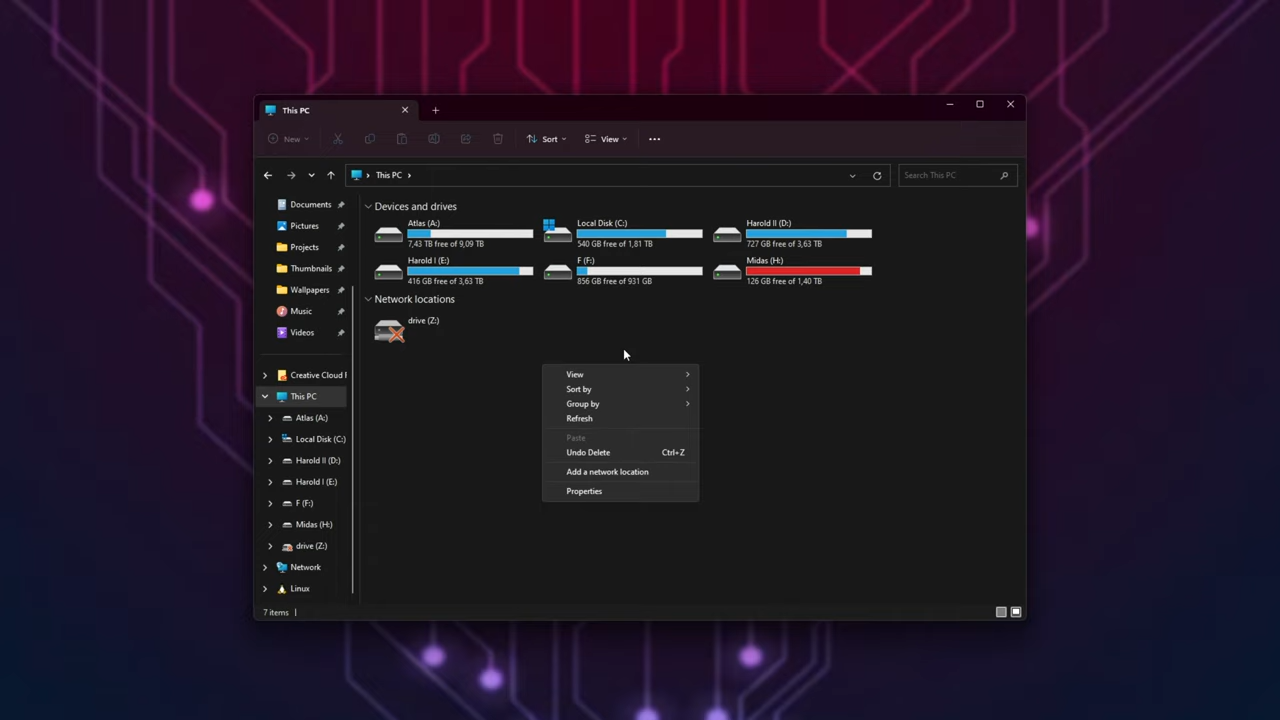 This PC
New
Sort
View
This PC
Search This PC
Documents
Pictures
Projects
Thumbnails
Wallpapers
Music
Videos
Creative Cloud F
This PC
Atlas (A:)
Local Disk (C:)
Harold II (D:)
Harold I (E:)
F (F:)
Midas (H:)
drive (Z:)
Network
Linux
Devices and drives
Atlas (A:)
7,43 TB free of 9,09 TB
Local Disk (C:)
540 GB free of 1,81 TB
Harold II (D:)
727 GB free of 3,63 TB
Harold I (E:)
416 GB free of 3,63 TB
F (F:)
856 GB free of 931 GB
Midas (H:)
126 GB free of 1,40 TB
Network locations
drive (Z:)
View
Sort by
Group by
Refresh
Paste
Undo Delete Ctrl+Z
Add a network location
Properties
7 items